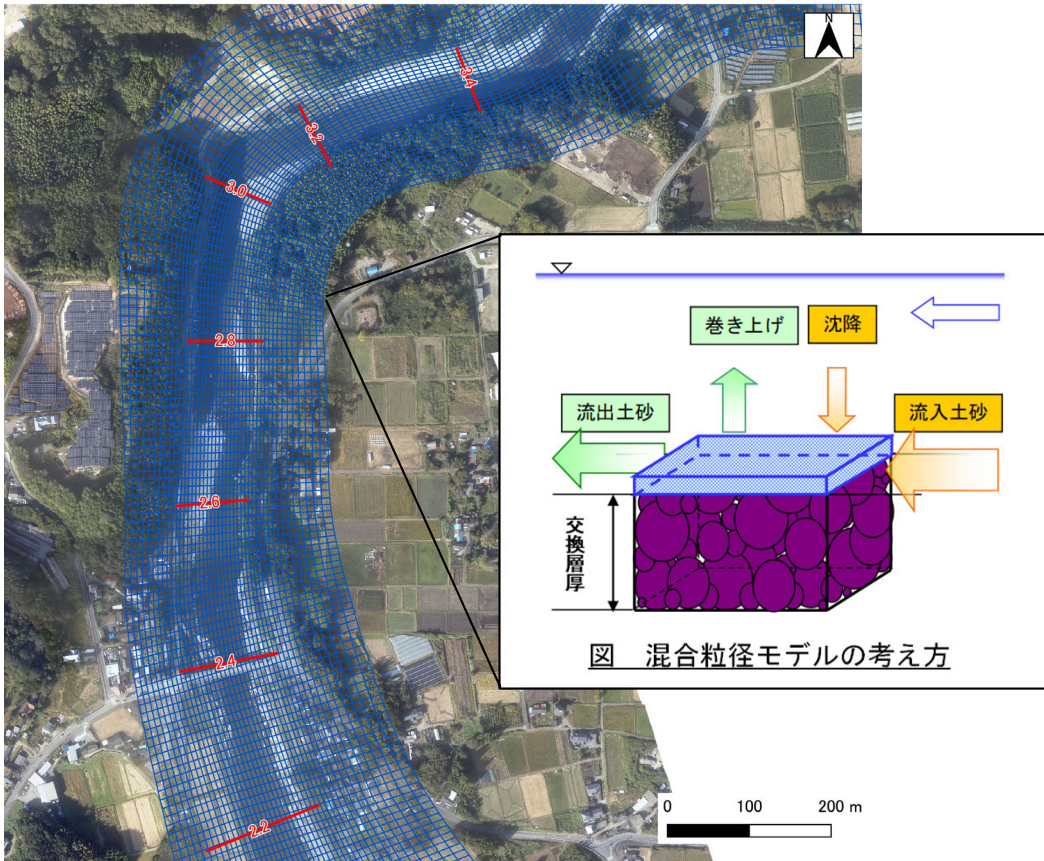 N
3.4
3.2
3.0
2.8
2.6
2.4
2.2
巻き上げ
沈降
流出土砂
流入土砂
交換層厚
図 混合粒径モデルの考え方
0 100 200 m